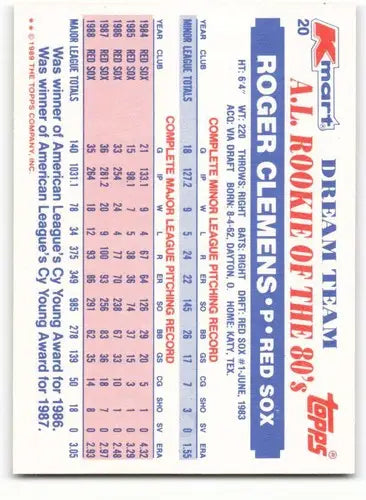 20
Kmart
DREAM TEAM
A.L. ROOKIE OF THE 80's
TOPPS
ROGER CLEMENS · P · RED SOX
HT: 6'4" WT: 220 THROWS: RIGHT BATS: RIGHT DRFT: RED SOX #1-JUNE, 1983
ACQ: VIA DRAFT BORN: 8-4-62, DAYTON, O. HOME: KATY, TEX.
COMPLETE MINOR LEAGUE PITCHING RECORD
YEAR CLUB G IP W L R ER SO BB GS CG SHO SV ERA
MINOR LEAGUE TOTALS 18 127.2 9 5 24 22 145 26 17 7 3 0 1.55
COMPLETE MAJOR LEAGUE PITCHING RECORD
YEAR CLUB G IP W L R ER SO BB GS CG SHO SV ERA
1984 RED SOX 21 133.1 9 4 67 64 126 29 20 5 1 0 4.32
1985 RED SOX 15 98.1 7 5 38 36 74 37 15 3 1 0 3.29
1986 RED SOX 33 254 24 4 77 70 238 67 33 10 1 0 2.48
1987 RED SOX 36 281.2 20 9 100 93 256 83 36 18 7 0 2.97
1988 RED SOX 35 264 18 12 93 86 291 62 35 14 8 0 2.93
MAJOR LEAGUE TOTALS 140 1031.1 78 34 375 349 985 278 139 50 18 0 3.05
Was winner of American League's Cy Young Award for 1986.
Was winner of American League's Cy Young Award for 1987.
** © 1989 THE TOPPS COMPANY, INC.